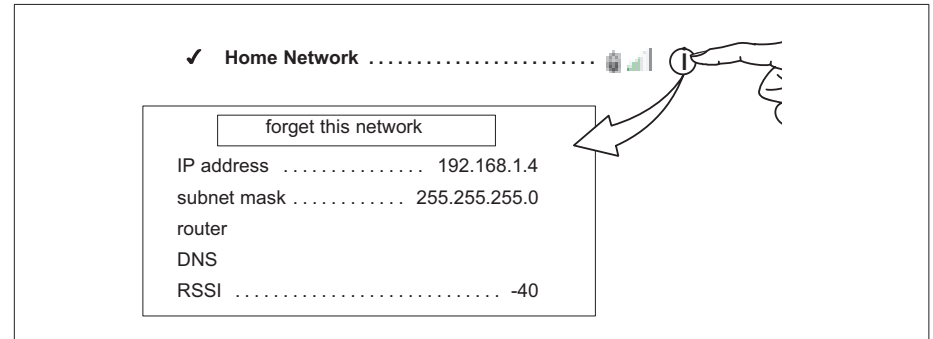 ✓ Home Network ........................ i
forget this network
IP address ............... 192.168.1.4
subnet mask ............ 255.255.255.0
router
DNS
RSSI ............................ -40